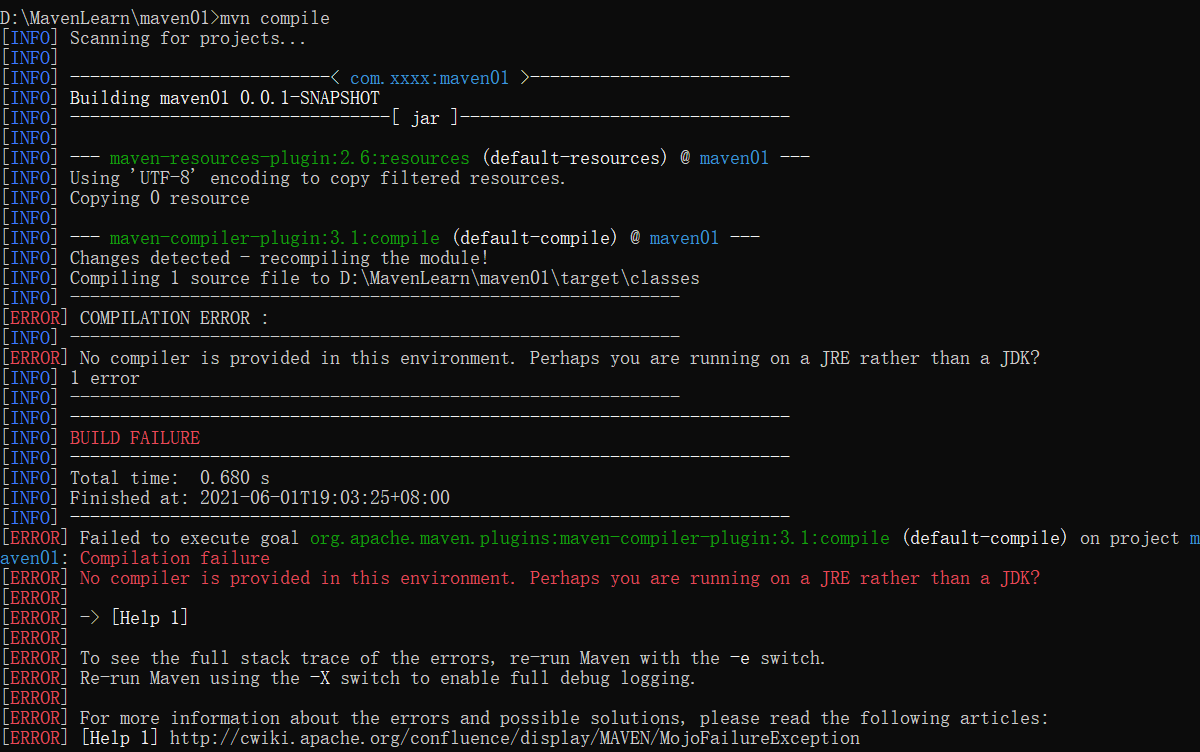 D:\MavenLearn\maven01>mvn compile
[INFO] Scanning for projects...
[INFO]
[INFO] --------------------------< com.xxxx:maven01 >--------------------------
[INFO] Building maven01 0.0.1-SNAPSHOT
[INFO] --------------------------------[ jar ]---------------------------------
[INFO]
[INFO] --- maven-resources-plugin:2.6:resources (default-resources) @ maven01 ---
[INFO] Using 'UTF-8' encoding to copy filtered resources.
[INFO] Copying 0 resource
[INFO]
[INFO] --- maven-compiler-plugin:3.1:compile (default-compile) @ maven01 ---
[INFO] Changes detected - recompiling the module!
[INFO] Compiling 1 source file to D:\MavenLearn\maven01\target\classes
[INFO] -------------------------------------------------------------
[ERROR] COMPILATION ERROR :
[INFO] -------------------------------------------------------------
[ERROR] No compiler is provided in this environment. Perhaps you are running on a JRE rather than a JDK?
[INFO] 1 error
[INFO] -------------------------------------------------------------
[INFO] ------------------------------------------------------------------------
[INFO] BUILD FAILURE
[INFO] ------------------------------------------------------------------------
[INFO] Total time:  0.680 s
[INFO] Finished at: 2021-06-01T19:03:25+08:00
[INFO] ------------------------------------------------------------------------
[ERROR] Failed to execute goal org.apache.maven.plugins:maven-compiler-plugin:3.1:compile (default-compile) on project m
aven01: Compilation failure
[ERROR] No compiler is provided in this environment. Perhaps you are running on a JRE rather than a JDK?
[ERROR]
[ERROR] -> [Help 1]
[ERROR]
[ERROR] To see the full stack trace of the errors, re-run Maven with the -e switch.
[ERROR] Re-run Maven using the -X switch to enable full debug logging.
[ERROR]
[ERROR] For more information about the errors and possible solutions, please read the following articles:
[ERROR] [Help 1] http://cwiki.apache.org/confluence/display/MAVEN/MojoFailureException